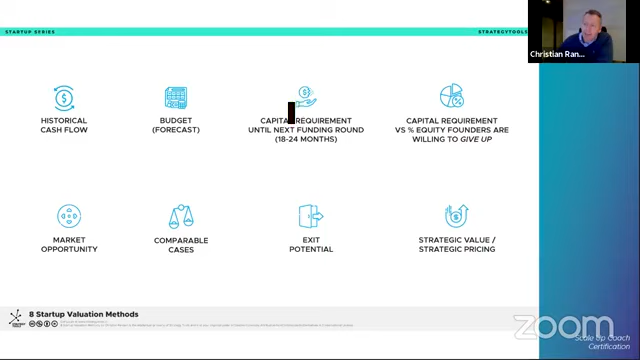 STARTUP SERIES
STRATEGYTOOLS
Christian Ran...
HISTORICAL
CASH FLOW
BUDGET
(FORECAST)
CAPITAL REQUIREMENT
UNTIL NEXT FUNDING ROUND
(18-24 MONTHS)
CAPITAL REQUIREMENT
VS % EQUITY FOUNDERS ARE
WILLING TO GIVE UP
MARKET
OPPORTUNITY
COMPARABLE
CASES
EXIT
POTENTIAL
STRATEGIC VALUE /
STRATEGIC PRICING
8 Startup Valuation Methods
zoom
Scale Up Coach
Certification